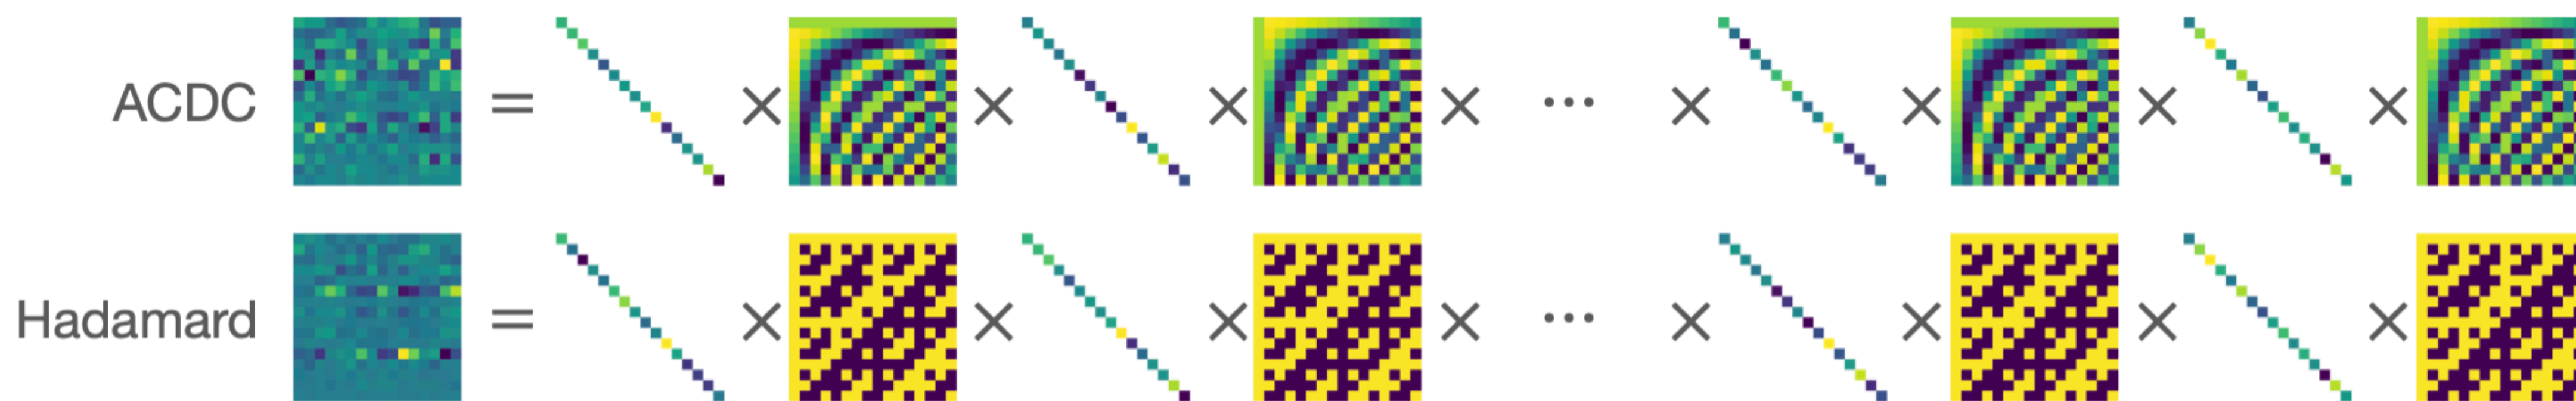 ACDC = × × × × ··· × × × ×
Hadamard = × × × × ··· × × × ×